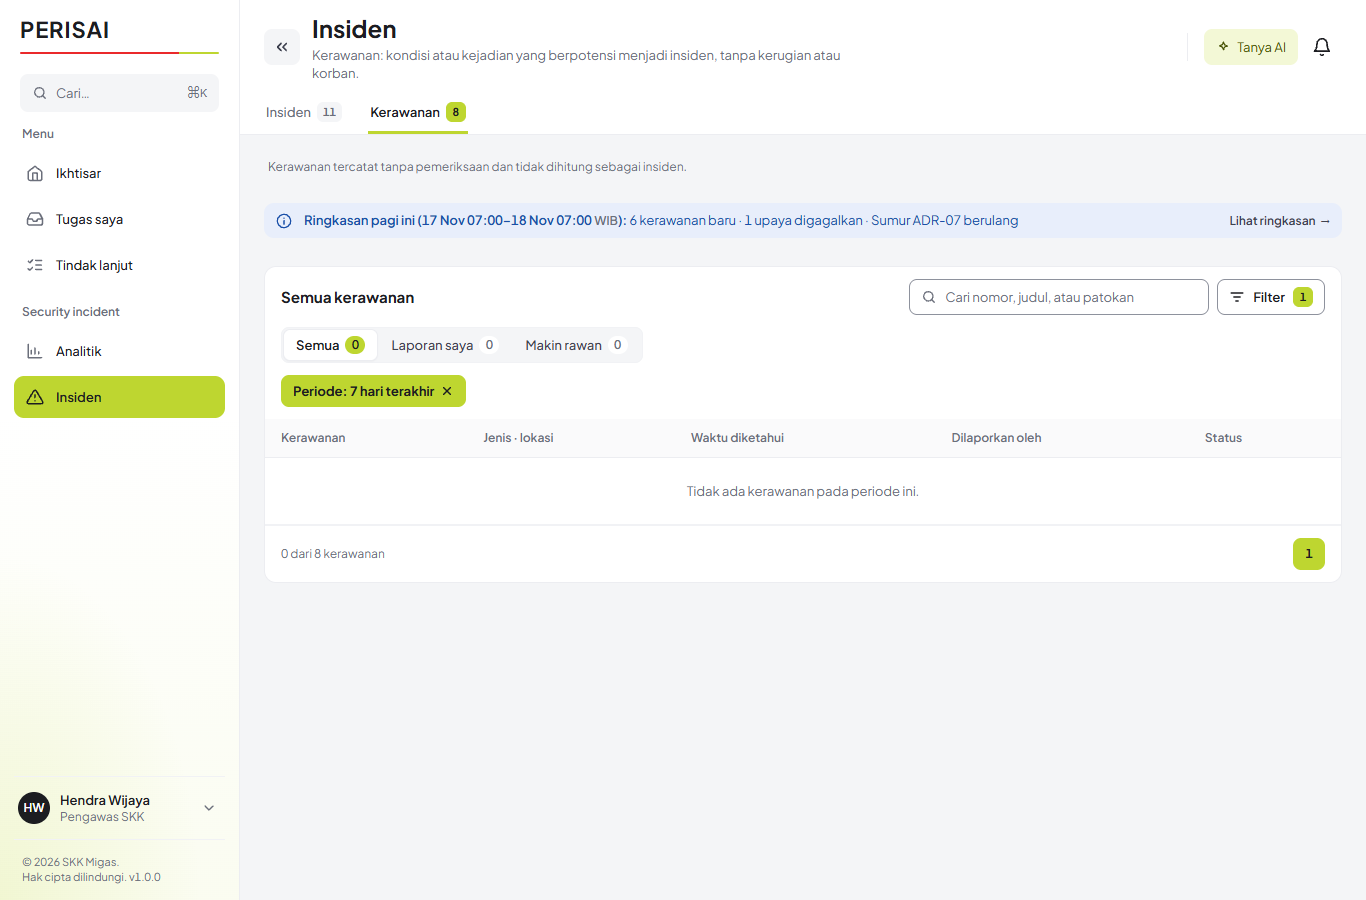 PERISAI
Cari...
⌘K
Menu
Ikhtisar
Tugas saya
Tindak lanjut
Security incident
Analitik
Insiden
HW
Hendra Wijaya
Pengawas SKK
© 2026 SKK Migas.
Hak cipta dilindungi. v1.0.0
Insiden
Kerawanan: kondisi atau kejadian yang berpotensi menjadi insiden, tanpa kerugian atau
korban.
Tanya AI
Insiden 11
Kerawanan 8
Kerawanan tercatat tanpa pemeriksaan dan tidak dihitung sebagai insiden.
Ringkasan pagi ini (17 Nov 07:00–18 Nov 07:00 WIB): 6 kerawanan baru · 1 upaya digagalkan · Sumur ADR-07 berulang
Lihat ringkasan →
Semua kerawanan
Cari nomor, judul, atau patokan
Filter 1
Semua 0
Laporan saya 0
Makin rawan 0
Periode: 7 hari terakhir ✕
Kerawanan
Jenis · lokasi
Waktu diketahui
Dilaporkan oleh
Status
Tidak ada kerawanan pada periode ini.
0 dari 8 kerawanan
1